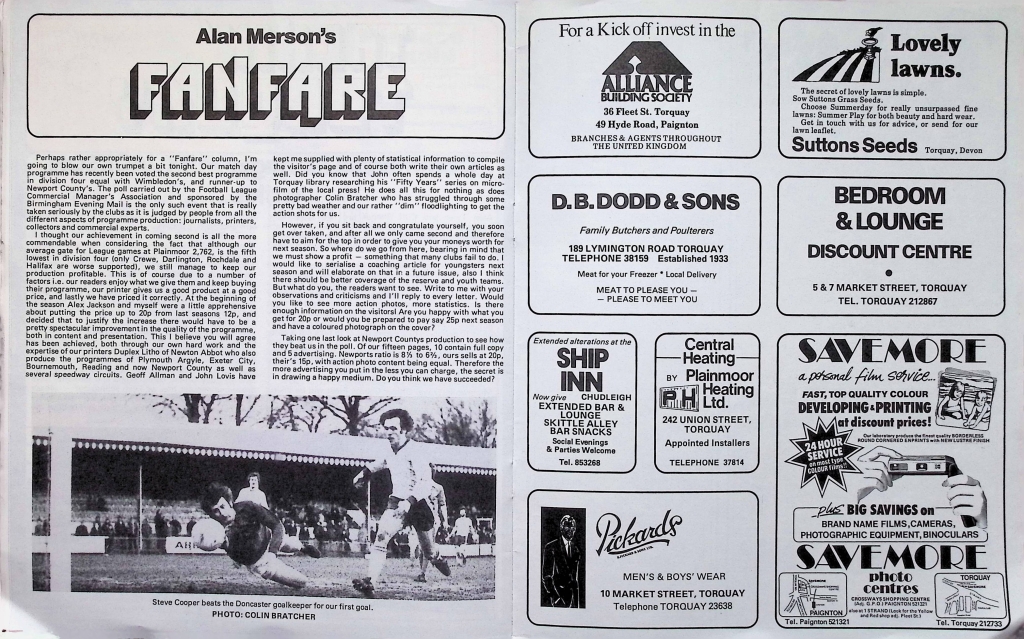 Alan Merson's
FANFARE
Perhaps rather appropriately for a "Fanfare" column, I'm
going to blow our own trumpet a bit tonight. Our match day
programme has recently been voted the second best programme
in division four equal with Wimbledon's, and runner-up to
Newport County's. The poll carried out by the Football League
Commercial Manager's Association and sponsored by the
Birmingham Evening Mail is the only such event that is really
taken seriously by the clubs as it is judged by people from all the
different aspects of programme production: journalists, printers,
collectors and commercial experts.
I thought our achievement in coming second is all the more
commendable when considering the fact that although our
average gate for League games at Plainmoor 2,762, is the fifth
lowest in division four (only Crewe, Darlington, Rochdale and
Halifax are worse supported), we still manage to keep our
production profitable. This is of course due to a number of
factors i.e. our readers enjoy what we give them and keep buying
their programme, our printer gives us a good product at a good
price, and lastly we have priced it correctly. At the beginning of
the season Alex Jackson and myself were a little apprehensive
about putting the price up to 20p from last seasons 12p, and
decided that to justify the increase there would have to be a
pretty spectacular improvement in the quality of the programme,
both in content and presentation. This I believe you will agree
has been achieved, both through our own hard work and the
expertise of our printers Duplex Litho of Newton Abbot who also
produce the programmes of Plymouth Argyle, Exeter City,
Bournemouth, Reading and now Newport County as well as
several speedway circuits. Geoff Allman and John Lovis have
kept me supplied with plenty of statistical information to compile
the visitor's page and of course both write their own articles as
well. Did you know that John often spends a whole day at
Torquay library researching his "Fifty Years" series on micro-
film of the local press! He does all this for nothing as does
photographer Colin Bratcher who has struggled through some
pretty bad weather and our rather "dim" floodlighting to get the
action shots for us.
However, if you sit back and congratulate yourself, you soon
get over taken, and after all we only came second and therefore
have to aim for the top in order to give you your moneys worth for
next season. So where do we go from here, bearing in mind that
we must show a profit — something that many clubs fail to do. I
would like to serialise a coaching article for youngsters next
season and will elaborate on that in a future issue, also I think
there should be better coverage of the reserve and youth teams.
But what do you, the readers want to see. Write to me with your
observations and criticisms and I'll reply to every letter. Would
you like to see more action photos, more statistics. Is there
enough information on the visitors! Are you happy with what you
get for 20p or would you be prepared to pay say 25p next season
and have a coloured photograph on the cover?
Taking one last look at Newport Countys production to see how
they beat us in the poll. Of our fifteen pages, 10 contain full copy
and 5 advertising. Newports ratio is 8½ to 6½, ours sells at 20p,
their's 15p, with action photo content being equal. Therefore the
more advertising you put in the less you can charge, the secret is
in drawing a happy medium. Do you think we have succeeded?
Steve Cooper beats the Doncaster goalkeeper for our first goal.
PHOTO: COLIN BRATCHER
For a Kick off invest in the
ALLIANCE
BUILDING SOCIETY
36 Fleet St. Torquay
49 Hyde Road, Paignton
BRANCHES & AGENTS THROUGHOUT
THE UNITED KINGDOM
Lovely
lawns.
The secret of lovely lawns is simple.
Sow Suttons Grass Seeds.
Choose Summerday for really unsurpassed fine
lawns: Summer Play for both beauty and hard wear.
Get in touch with us for advice, or send for our
lawn leaflet.
Suttons Seeds Torquay, Devon
D.B. DODD & SONS
Family Butchers and Poulterers
189 LYMINGTON ROAD TORQUAY
TELEPHONE 38159 Established 1933
Meat for your Freezer * Local Delivery
MEAT TO PLEASE YOU —
— PLEASE TO MEET YOU
BEDROOM
& LOUNGE
DISCOUNT CENTRE
•
5 & 7 MARKET STREET, TORQUAY
TEL. TORQUAY 212867
Extended alterations at the
SHIP
INN
Now give CHUDLEIGH
EXTENDED BAR &
LOUNGE
SKITTLE ALLEY
BAR SNACKS
Social Evenings
& Parties Welcome
Tel. 853268
Central
Heating
BY Plainmoor
PH Heating
Ltd.
242 UNION STREET,
TORQUAY
Appointed Installers
TELEPHONE 37814
Pickards
MEN'S & BOYS' WEAR
10 MARKET STREET, TORQUAY
Telephone TORQUAY 23638
SAVEMORE
a personal film service...
FAST, TOP QUALITY COLOUR
DEVELOPING & PRINTING
at discount prices!
Our laboratory produce the finest quality BORDERLESS
ROUND CORNERED ENPRINTS with NEW LUSTRE FINISH
24 HOUR
SERVICE
on most type
COLOUR films
plus BIG SAVINGS on
BRAND NAME FILMS, CAMERAS,
PHOTOGRAPHIC EQUIPMENT, BINOCULARS
SAVEMORE
photo
centres
CROSSWAYS SHOPPING CENTRE
(Adj. G.P.O.) PAIGNTON 521321
also at 1 STRAND (Look for the Yellow
and Red shop adj. Fleet St.)
PAIGNTON
Tel. Paignton 521321
TORQUAY
Tel. Torquay 212733